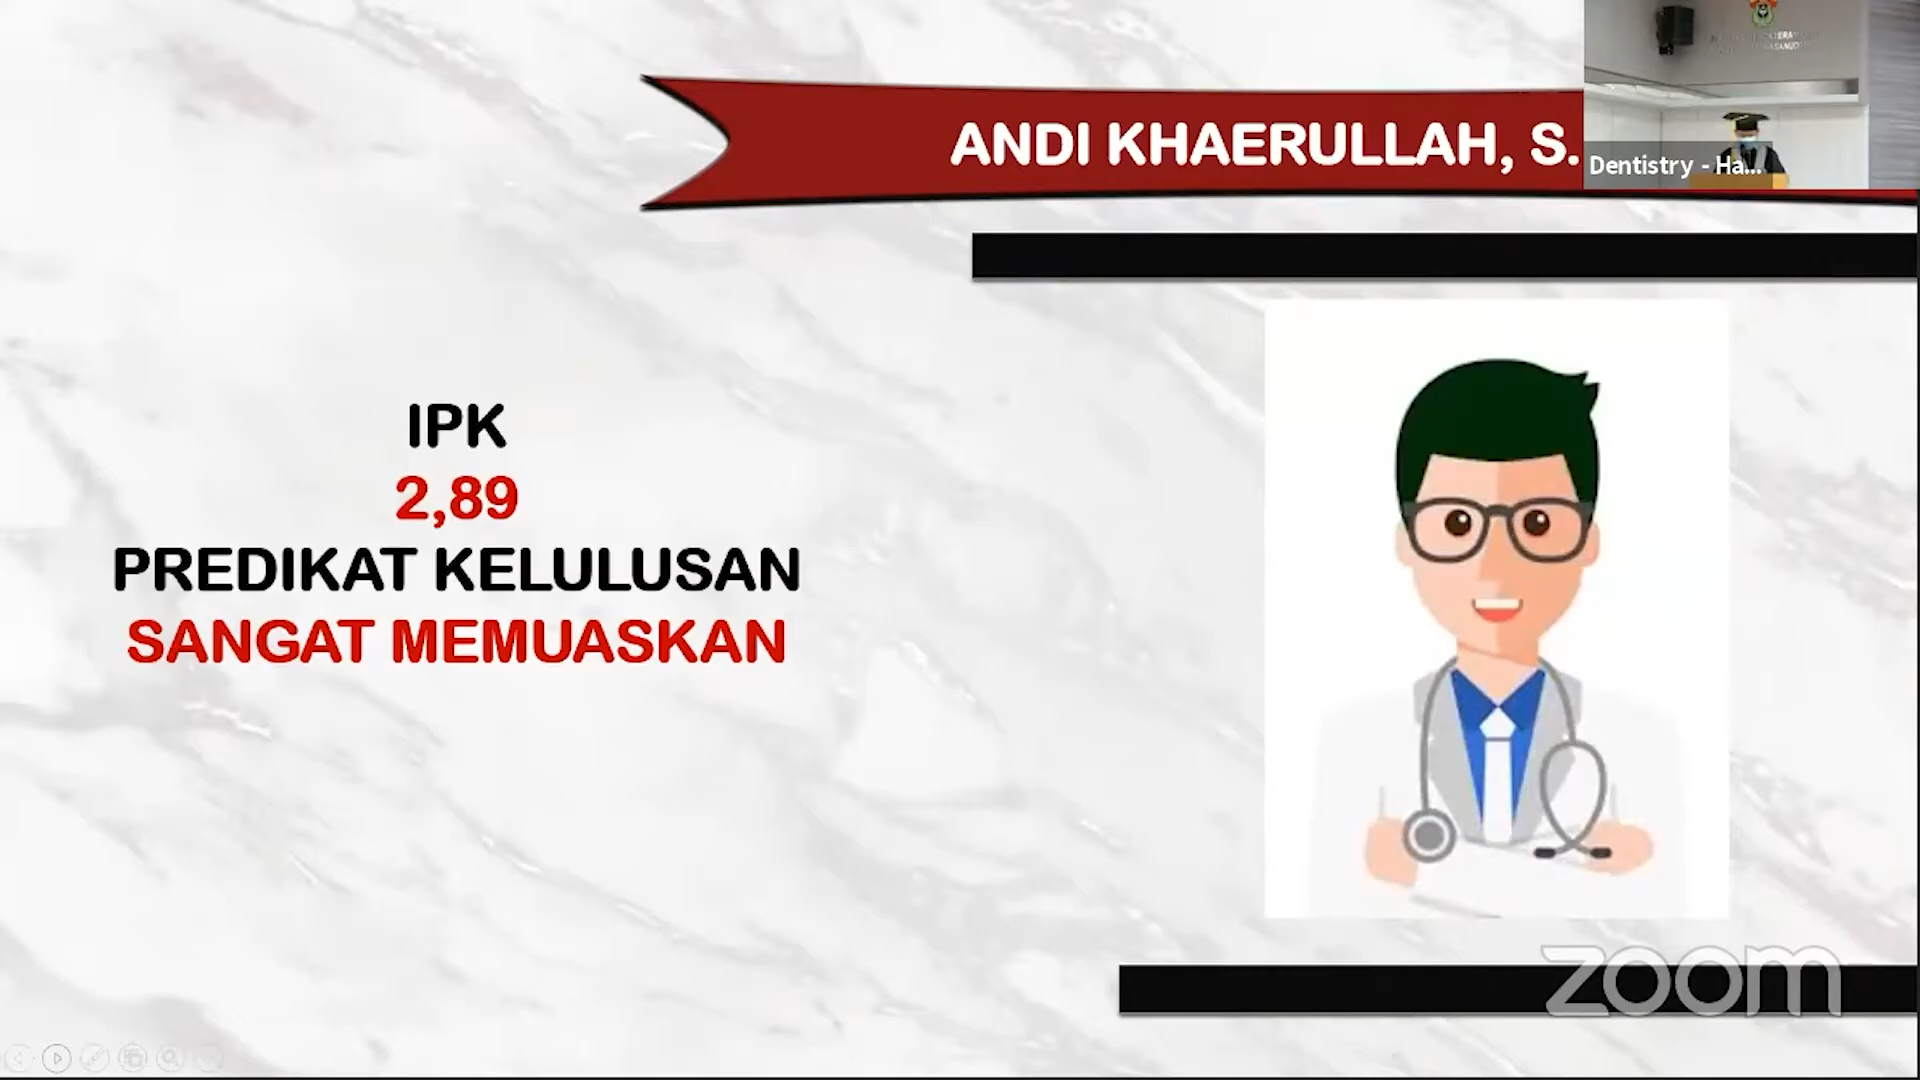 ANDI KHAERULLAH, S.
Dentistry - Ha...
IPK
2,89
PREDIKAT KELULUSAN
SANGAT MEMUASKAN
zoom